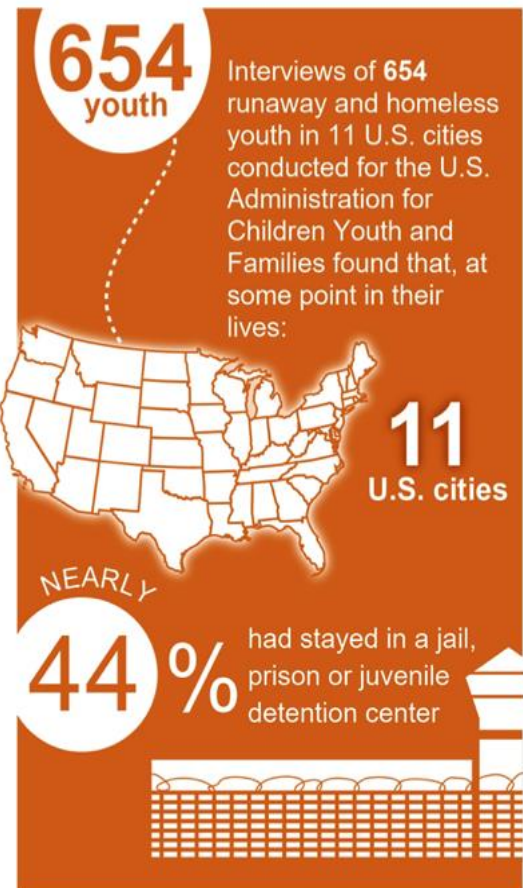 654
youth
Interviews of 654
runaway and homeless
youth in 11 U.S. cities
conducted for the U.S.
Administration for
Children Youth and
Families found that, at
some point in their
lives:
11
U.S. cities
NEARLY
44%
had stayed in a jail,
prison or juvenile
detention center